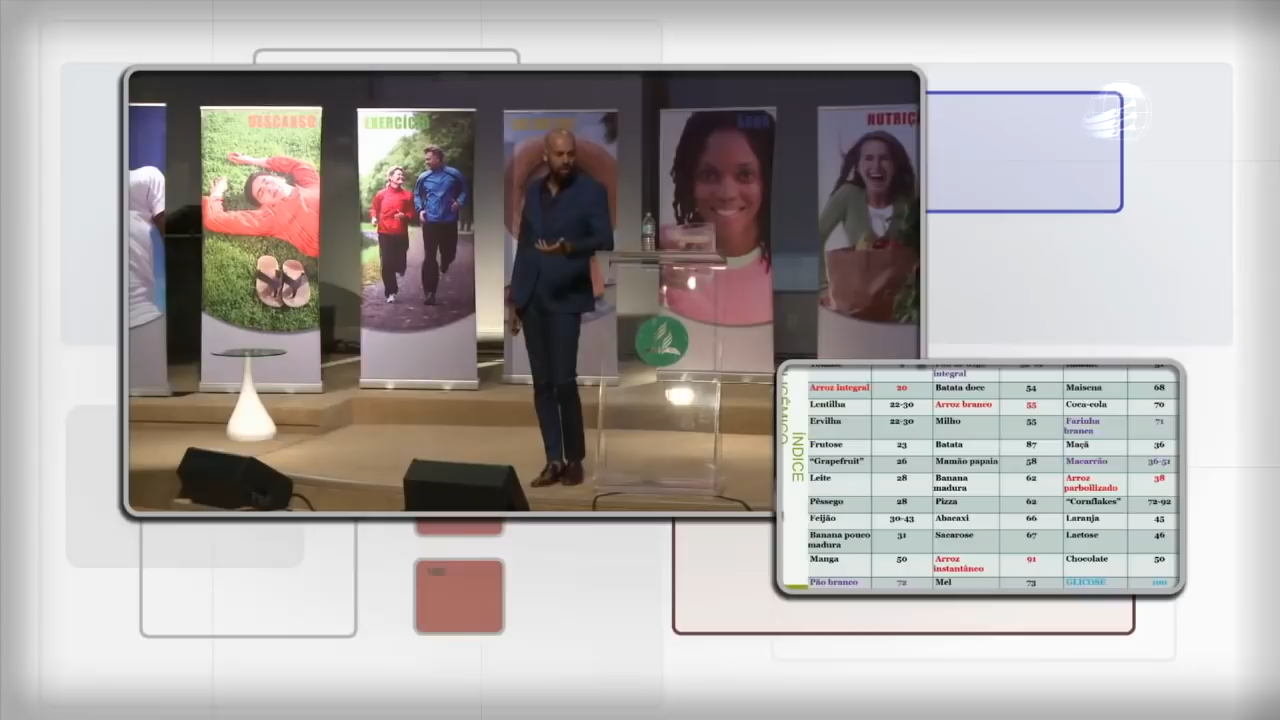 DESCANSO
EXERCÍCIO
NUTRIÇ
integral
Arroz integral 20 Batata doce 54 Maisena 68
Lentilha 22-30 Arroz branco 55 Coca-cola 70
Ervilha 22-30 Milho 55 Farinha branca 71
Frutose 23 Batata 87 Maçã 36
“Grapefruit” 26 Mamão papaia 58 Macarrão 36-51
Leite 28 Banana madura 62 Arroz parboilizado 38
Pêssego 28 Pizza 62 “Cornflakes” 72-92
Feijão 30-43 Abacaxi 66 Laranja 45
Banana pouco madura 31 Sacarose 67 Lactose 46
Manga 50 Arroz instantâneo 91 Chocolate 50
Pão branco 72 Mel 73 GLICOSE 100
ÍNDICE